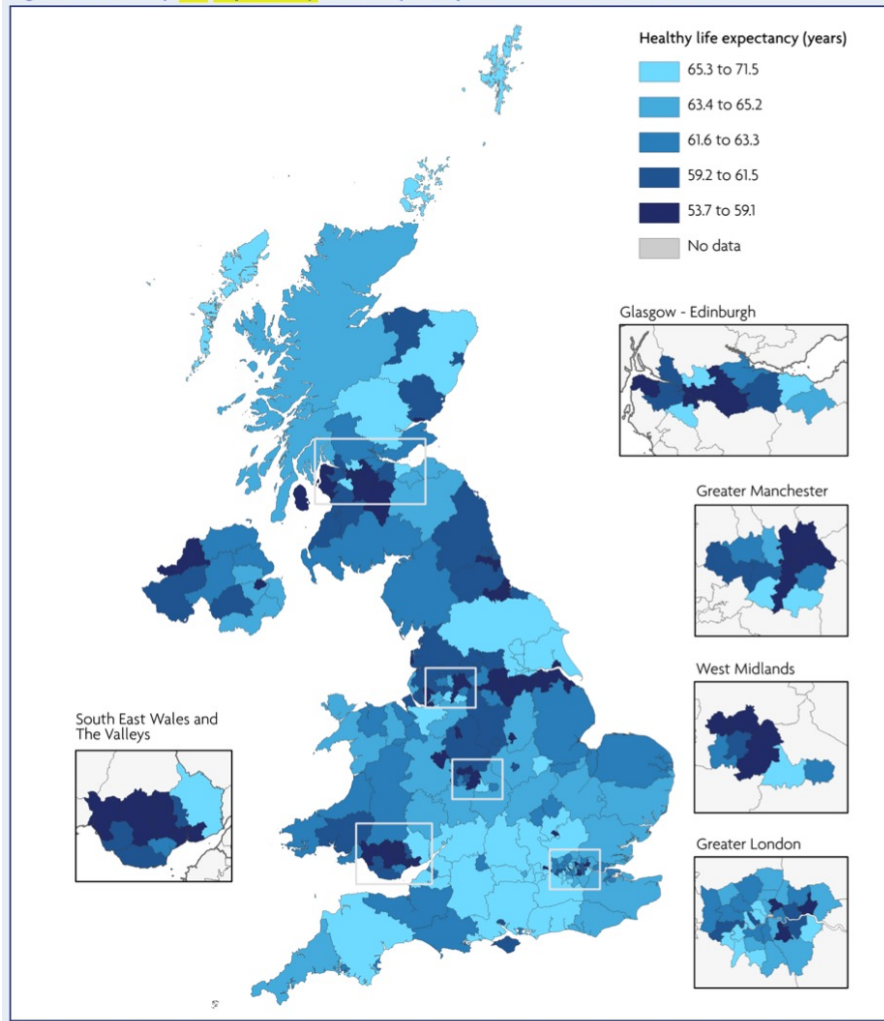 Healthy life expectancy (years)
65.3 to 71.5
63.4 to 65.2
61.6 to 63.3
59.2 to 61.5
53.7 to 59.1
No data
Glasgow - Edinburgh
Greater Manchester
West Midlands
South East Wales and
The Valleys
Greater London